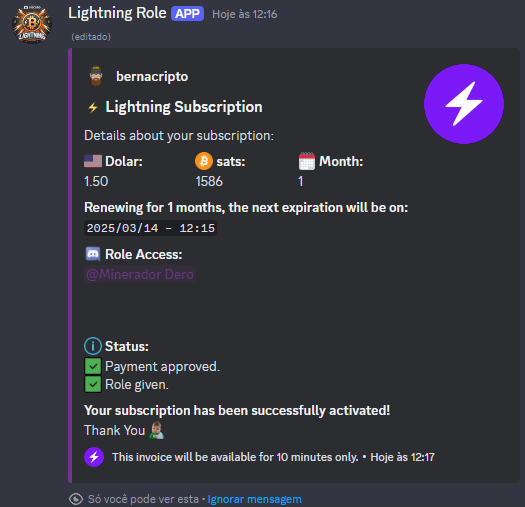 Lightning Role APP Hoje às 12:16
(editado)
bernacripto
Lightning Subscription
Details about your subscription:
Dolar: sats: Month:
1.50 1586 1
Renewing for 1 months, the next expiration will be on:
2025/03/14 - 12:15
Role Access:
@Minerador Dero
Status:
Payment approved.
Role given.
Your subscription has been successfully activated!
Thank You
This invoice will be available for 10 minutes only. • Hoje às 12:17
Só você pode ver esta • Ignorar mensagem